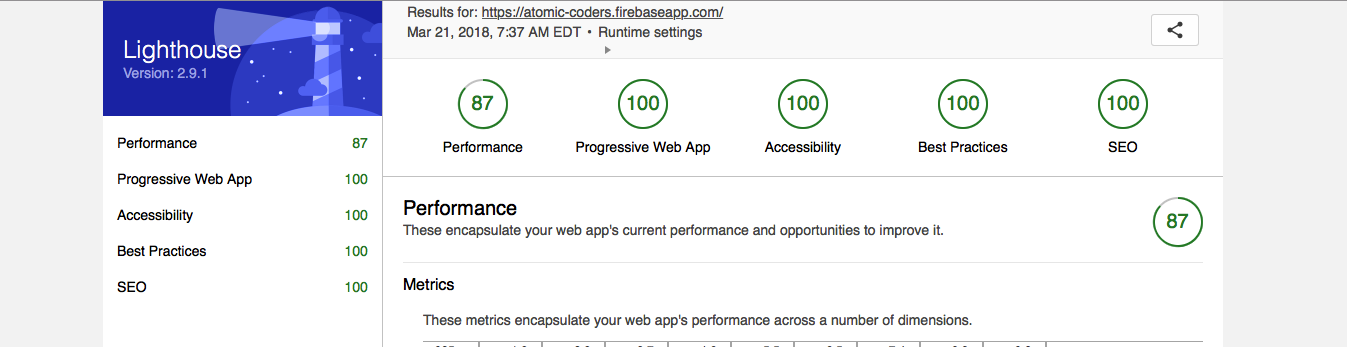 Lighthouse
Version: 2.9.1
Performance 87
Progressive Web App 100
Accessibility 100
Best Practices 100
SEO 100
Results for: https://atomic-coders.firebaseapp.com/
Mar 21, 2018, 7:37 AM EDT • Runtime settings
87 100 100 100 100
Performance Progressive Web App Accessibility Best Practices SEO
Performance
87
These encapsulate your web app's current performance and opportunities to improve it.
Metrics
These metrics encapsulate your web app's performance across a number of dimensions.